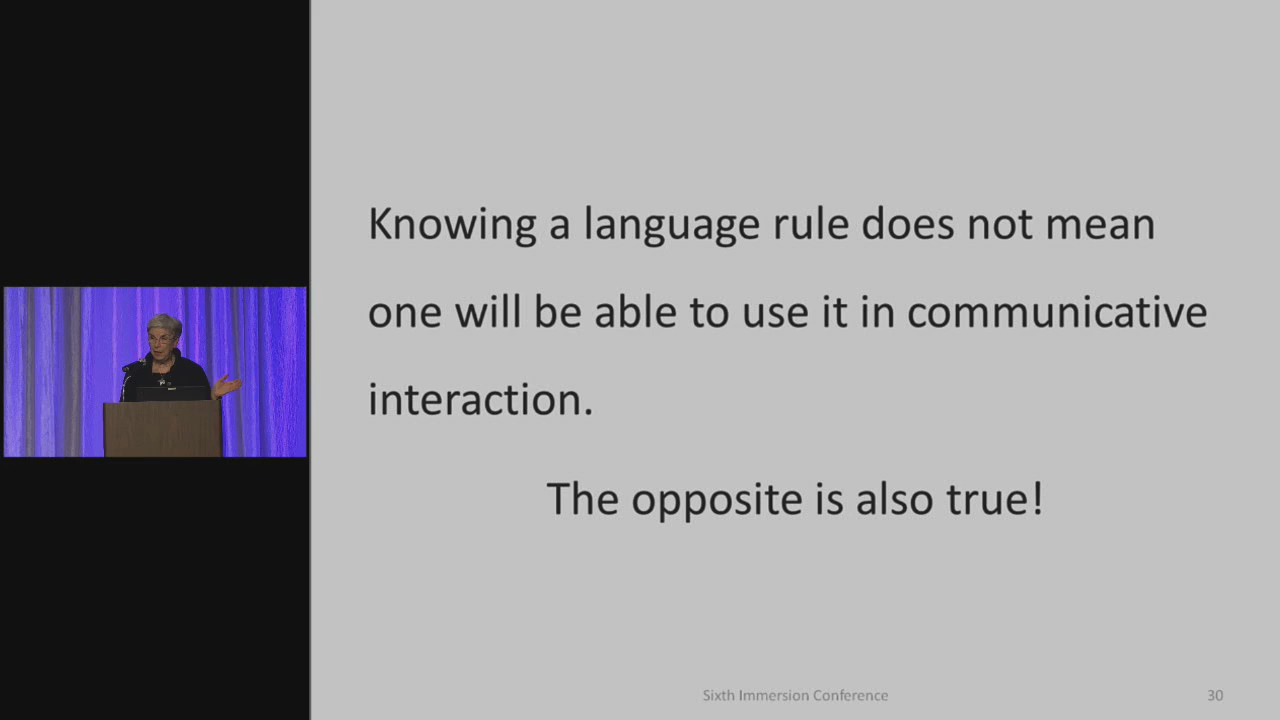 Knowing a language rule does not mean
one will be able to use it in communicative
interaction.
The opposite is also true!
Sixth Immersion Conference
30